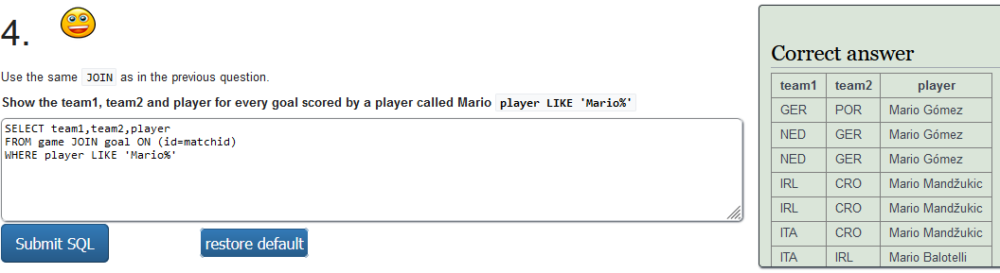 4.
Use the same JOIN as in the previous question.
Show the team1, team2 and player for every goal scored by a player called Mario player LIKE 'Mario%'
SELECT team1,team2,player
FROM game JOIN goal ON (id=matchid)
WHERE player LIKE 'Mario%'
Submit SQL
restore default
Correct answer
team1 team2 player
GER POR Mario Gómez
NED GER Mario Gómez
NED GER Mario Gómez
IRL CRO Mario Mandžukic
IRL CRO Mario Mandžukic
ITA CRO Mario Mandžukic
ITA IRL Mario Balotelli